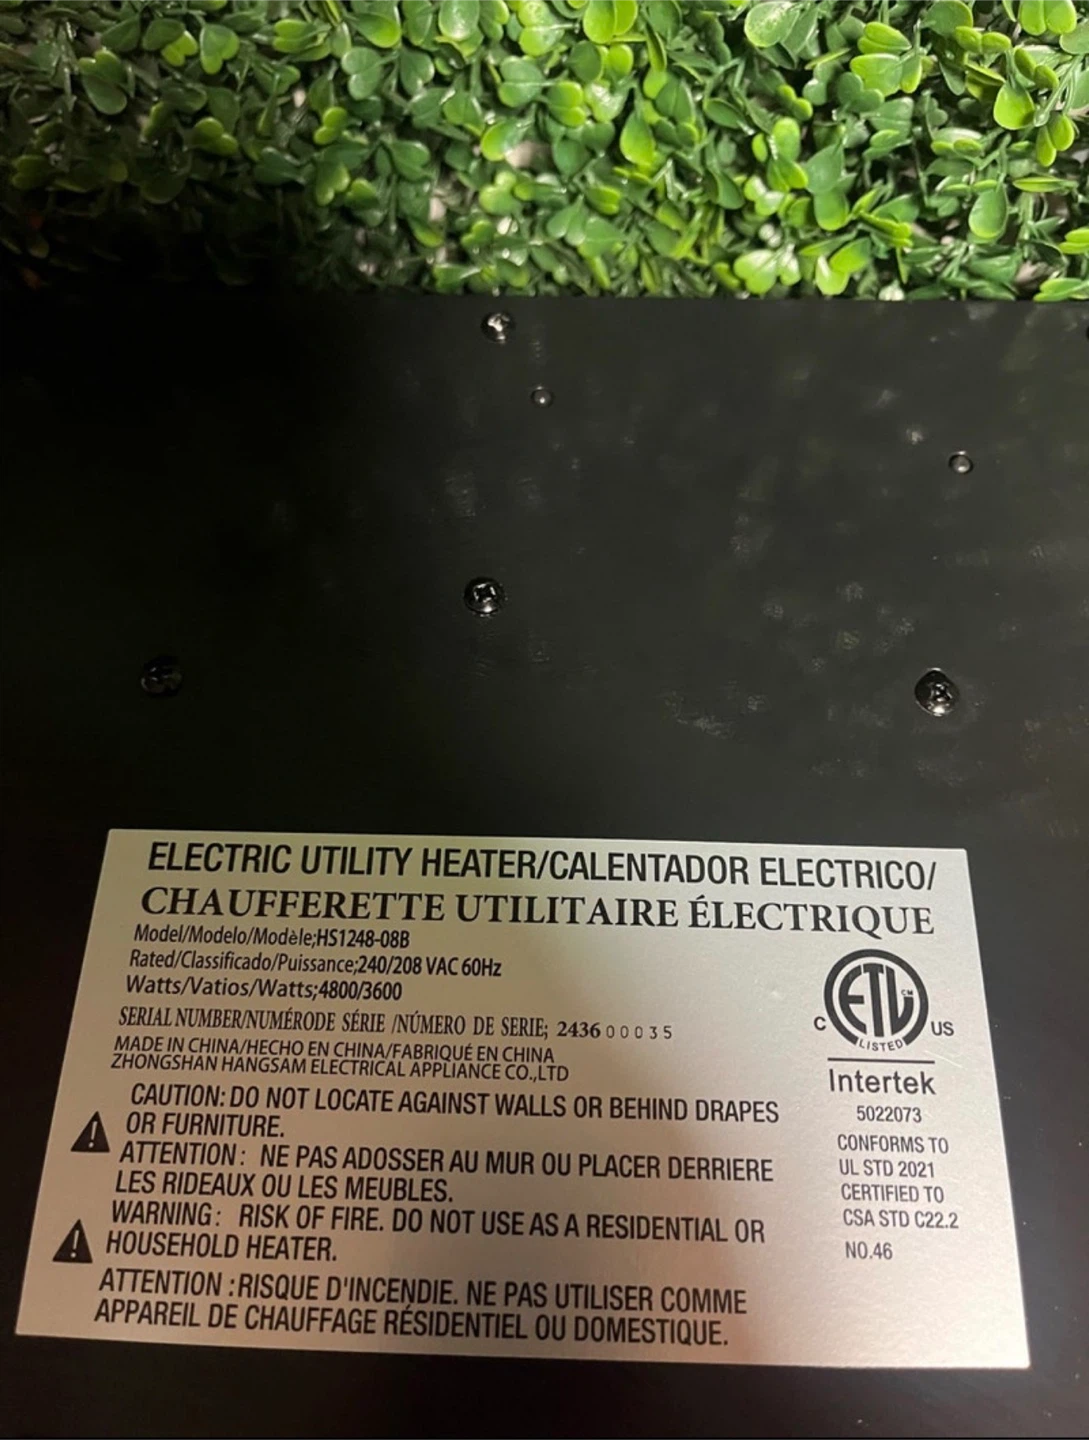 ELECTRIC UTILITY HEATER/CALENTADOR ELECTRICO/
CHAUFFERETTE UTILITAIRE ÉLECTRIQUE
Model/Modelo/Modèle;HS1248-08B
Rated/Classificado/Puissance;240/208 VAC 60Hz
Watts/Vatios/Watts;4800/3600
SERIAL NUMBER/NUMÉRODE SÉRIE /NÚMERO DE SERIE; 243600035
MADE IN CHINA/HECHO EN CHINA/FABRIQUÉ EN CHINA
ZHONGSHAN HANGSAM ELECTRICAL APPLIANCE CO.,LTD
CAUTION: DO NOT LOCATE AGAINST WALLS OR BEHIND DRAPES
OR FURNITURE.
ATTENTION: NE PAS ADOSSER AU MUR OU PLACER DERRIERE
LES RIDEAUX OU LES MEUBLES.
WARNING: RISK OF FIRE. DO NOT USE AS A RESIDENTIAL OR
HOUSEHOLD HEATER.
ATTENTION :RISQUE D'INCENDIE. NE PAS UTILISER COMME
APPAREIL DE CHAUFFAGE RÉSIDENTIEL OU DOMESTIQUE.
ETL CM
C US
LISTED
Intertek
5022073
CONFORMS TO
UL STD 2021
CERTIFIED TO
CSA STD C22.2
NO.46